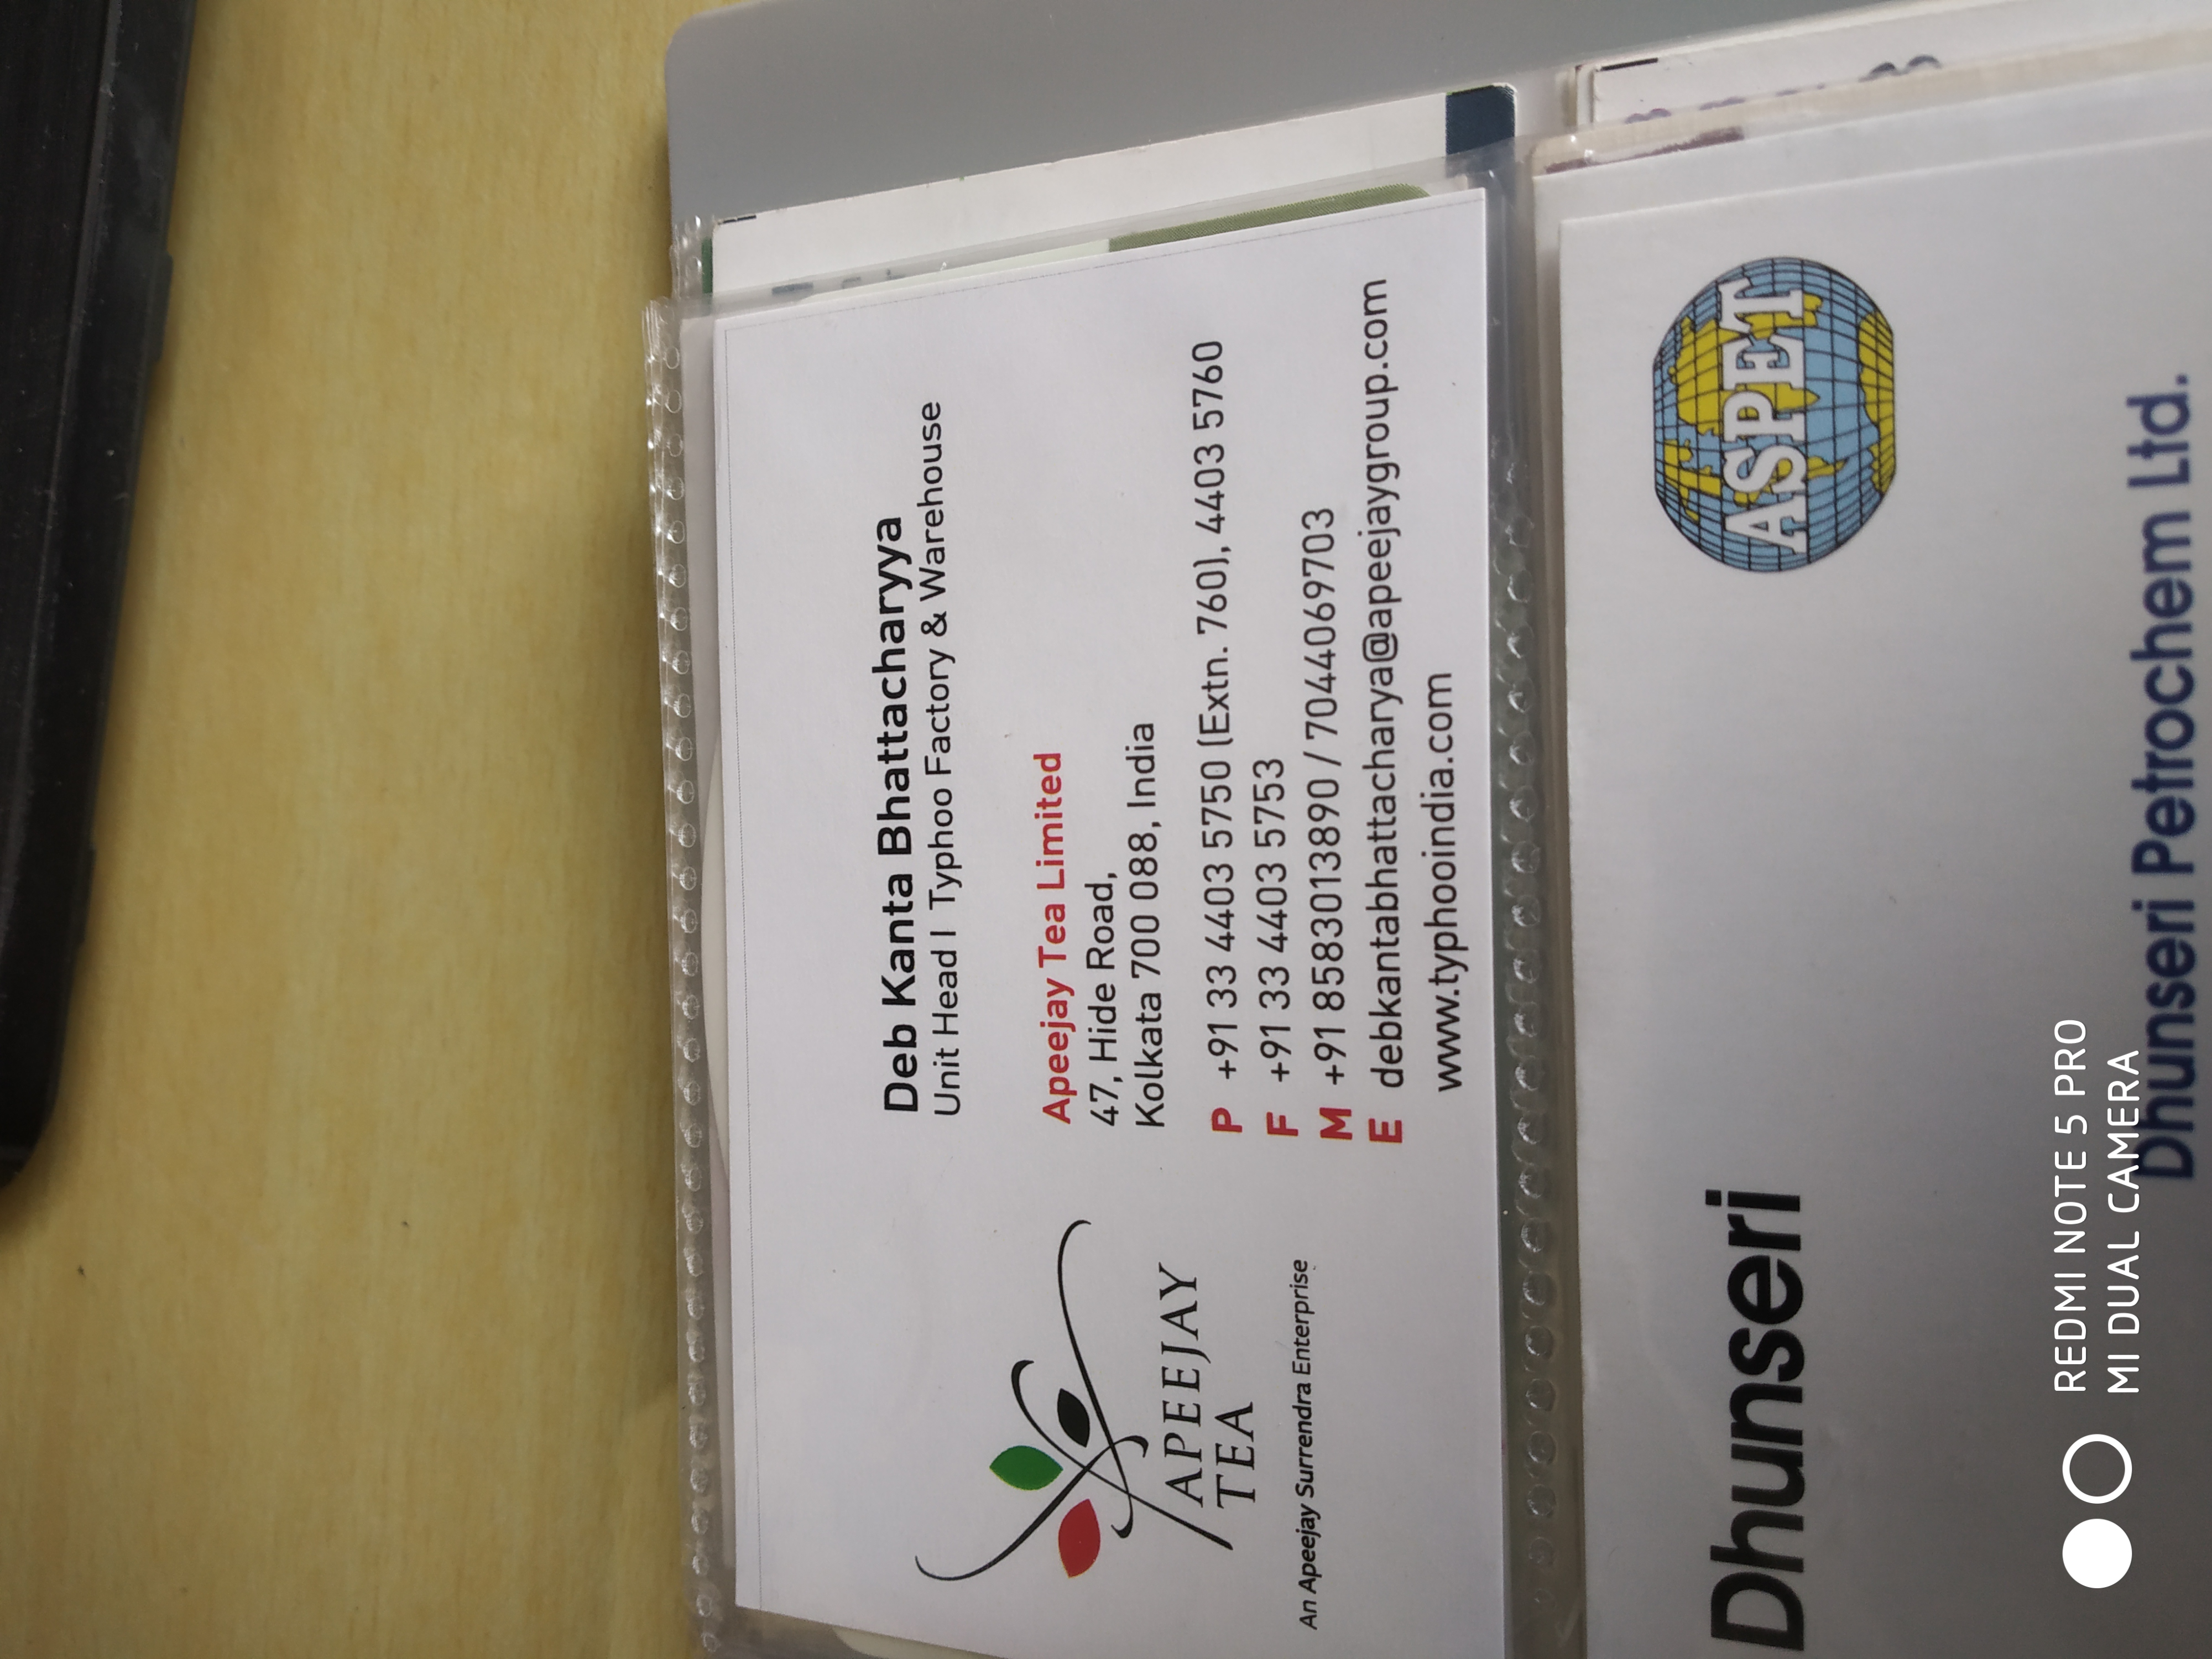 Deb Kanta Bhattacharyya
Unit Head I Typhoo Factory & Warehouse
APEEJAY
TEA
An Apeejay Surrendra Enterprise
Apeejay Tea Limited
47, Hide Road,
Kolkata 700 088, India
P +91 33 4403 5750 (Extn. 760), 4403 5760
F +91 33 4403 5753
M +91 8583013890 / 7044069703
E debkantabhattacharya@apeejaygroup.com
www.typhooindia.com
Dhunseri
ASPET
REDMI NOTE 5 PRO
MI DUAL CAMERA
Dhunseri Petrochem Ltd.